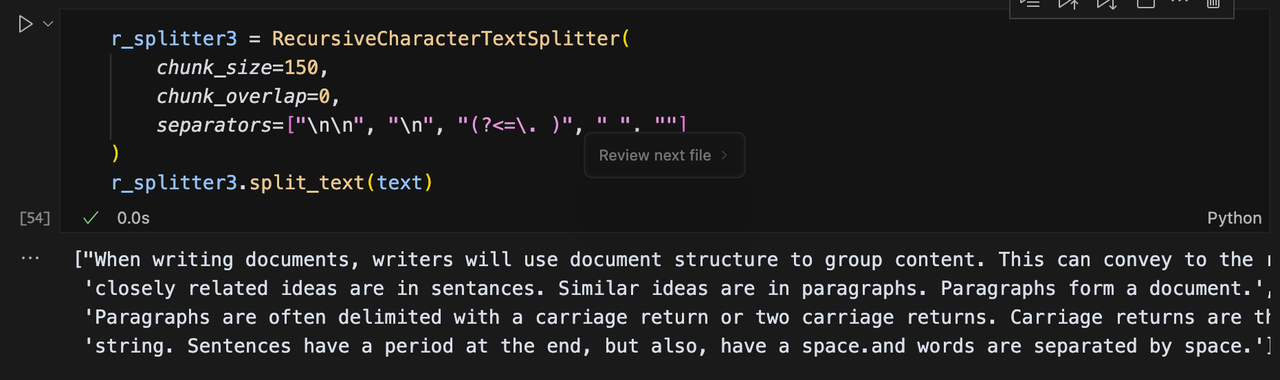 r_splitter3 = RecursiveCharacterTextSplitter(
chunk_size=150,
chunk_overlap=0,
separators=["\n\n", "\n", "(?<=\. )", " ", ""]
)
Review next file >
r_splitter3.split_text(text)
[54] ✓ 0.0s Python
... ["When writing documents, writers will use document structure to group content. This can convey to the
'closely related ideas are in sentances. Similar ideas are in paragraphs. Paragraphs form a document.',
'Paragraphs are often delimited with a carriage return or two carriage returns. Carriage returns are
'string. Sentences have a period at the end, but also, have a space.and words are separated by space.']